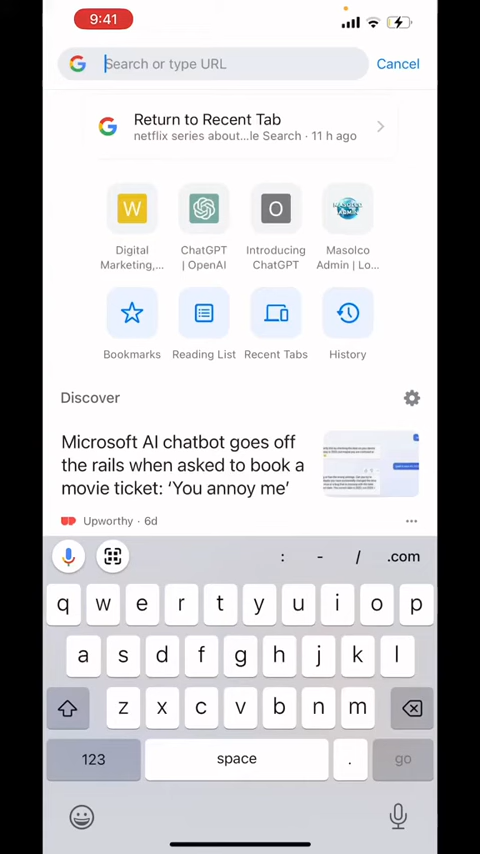 9:41
Search or type URL
Cancel
Return to Recent Tab
netflix series about...le Search · 11 h ago
W
O
MASOLCO
ADMIN
Digital
Marketing,...
ChatGPT
| OpenAI
Introducing
ChatGPT
Masolco
Admin | Lo...
Bookmarks
Reading List
Recent Tabs
History
Discover
Microsoft AI chatbot goes off
the rails when asked to book a
movie ticket: ‘You annoy me’
Upworthy · 6d
: - / .com
q w e r t y u i o p
a s d f g h j k l
z x c v b n m
123
space
.
go